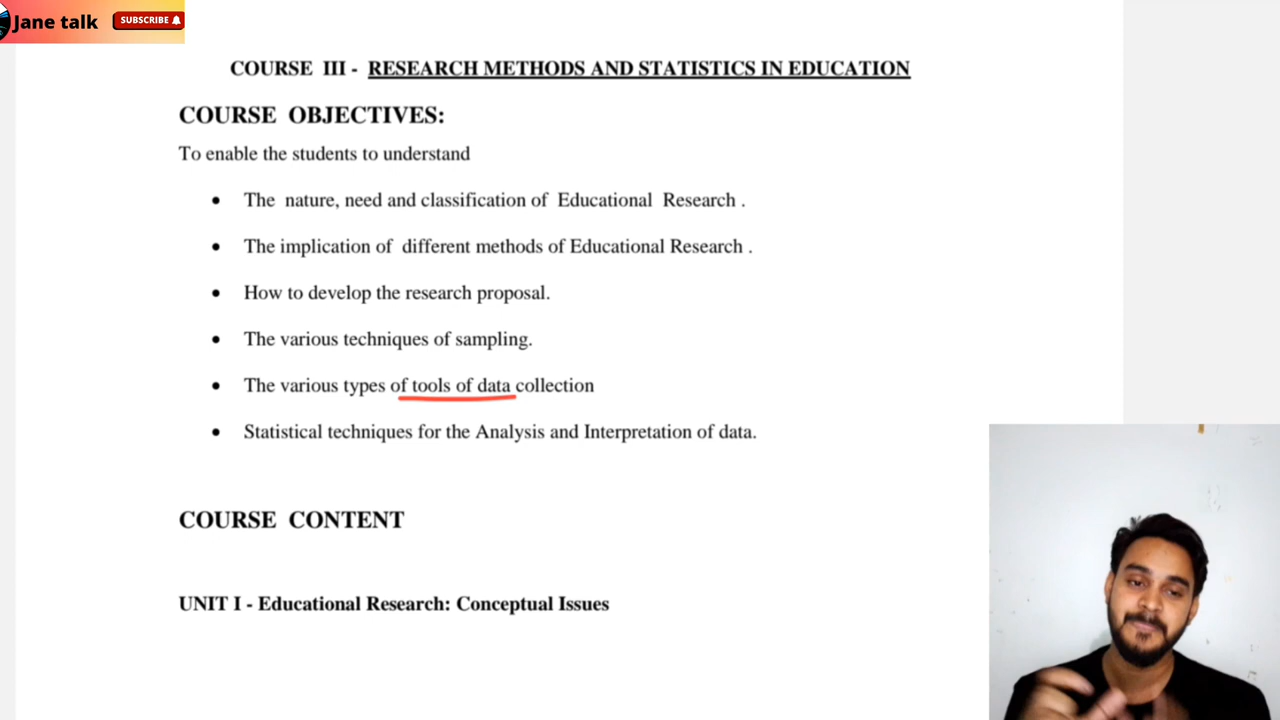 Jane talk SUBSCRIBE
COURSE III - RESEARCH METHODS AND STATISTICS IN EDUCATION
COURSE OBJECTIVES:
To enable the students to understand
• The nature, need and classification of Educational Research .
• The implication of different methods of Educational Research .
• How to develop the research proposal.
• The various techniques of sampling.
• The various types of tools of data collection
• Statistical techniques for the Analysis and Interpretation of data.
COURSE CONTENT
UNIT I - Educational Research: Conceptual Issues